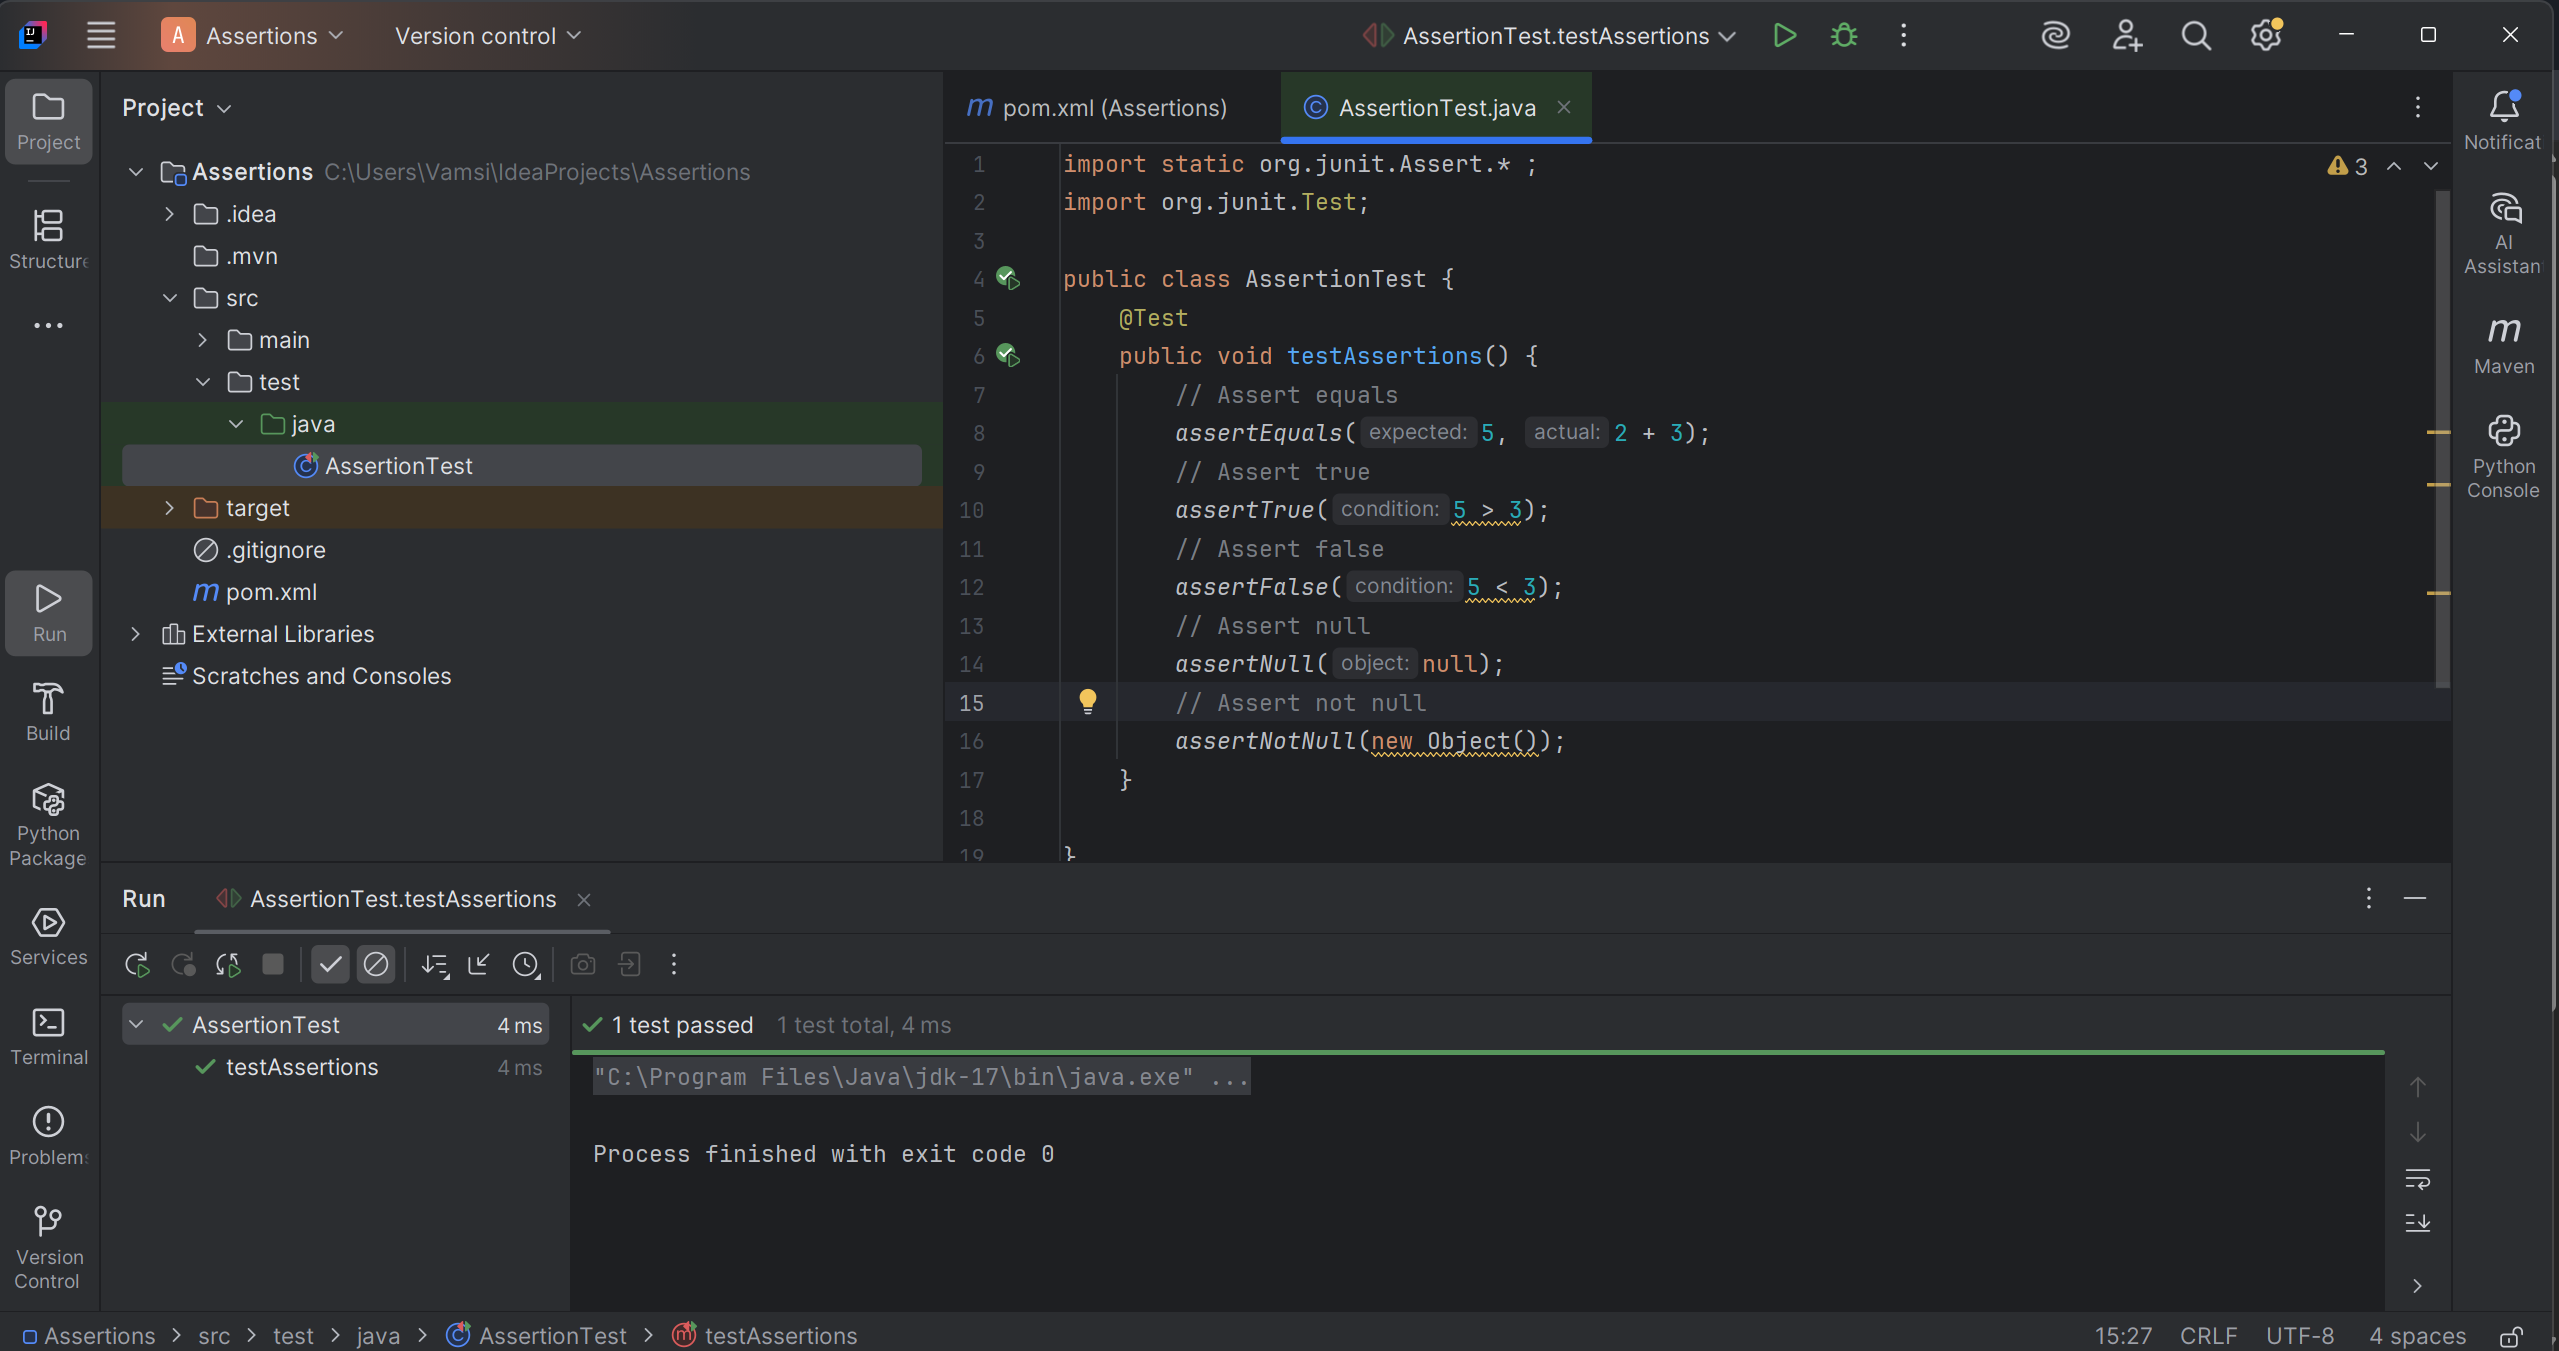 A Assertions
Version control
AssertionTest.testAssertions
Project
Structure
Run
Build
Python
Package
Services
Terminal
Problems
Version
Control
Project
Assertions C:\Users\Vamsi\IdeaProjects\Assertions
.idea
.mvn
src
main
test
java
AssertionTest
target
.gitignore
m pom.xml
External Libraries
Scratches and Consoles
m pom.xml (Assertions)
AssertionTest.java
3
1 import static org.junit.Assert.* ;
2 import org.junit.Test;
3
4 public class AssertionTest {
5 @Test
6 public void testAssertions() {
7 // Assert equals
8 assertEquals( expected: 5, actual: 2 + 3);
9 // Assert true
10 assertTrue( condition: 5 > 3);
11 // Assert false
12 assertFalse( condition: 5 < 3);
13 // Assert null
14 assertNull( object: null);
15 // Assert not null
16 assertNotNull(new Object());
17 }
18
19 }
Notificat
AI
Assistan
m
Maven
Python
Console
Run
AssertionTest.testAssertions
AssertionTest 4 ms
testAssertions 4 ms
1 test passed 1 test total, 4 ms
"C:\Program Files\Java\jdk-17\bin\java.exe" ...
Process finished with exit code 0
Assertions > src > test > java > AssertionTest > testAssertions
15:27 CRLF UTF-8 4 spaces